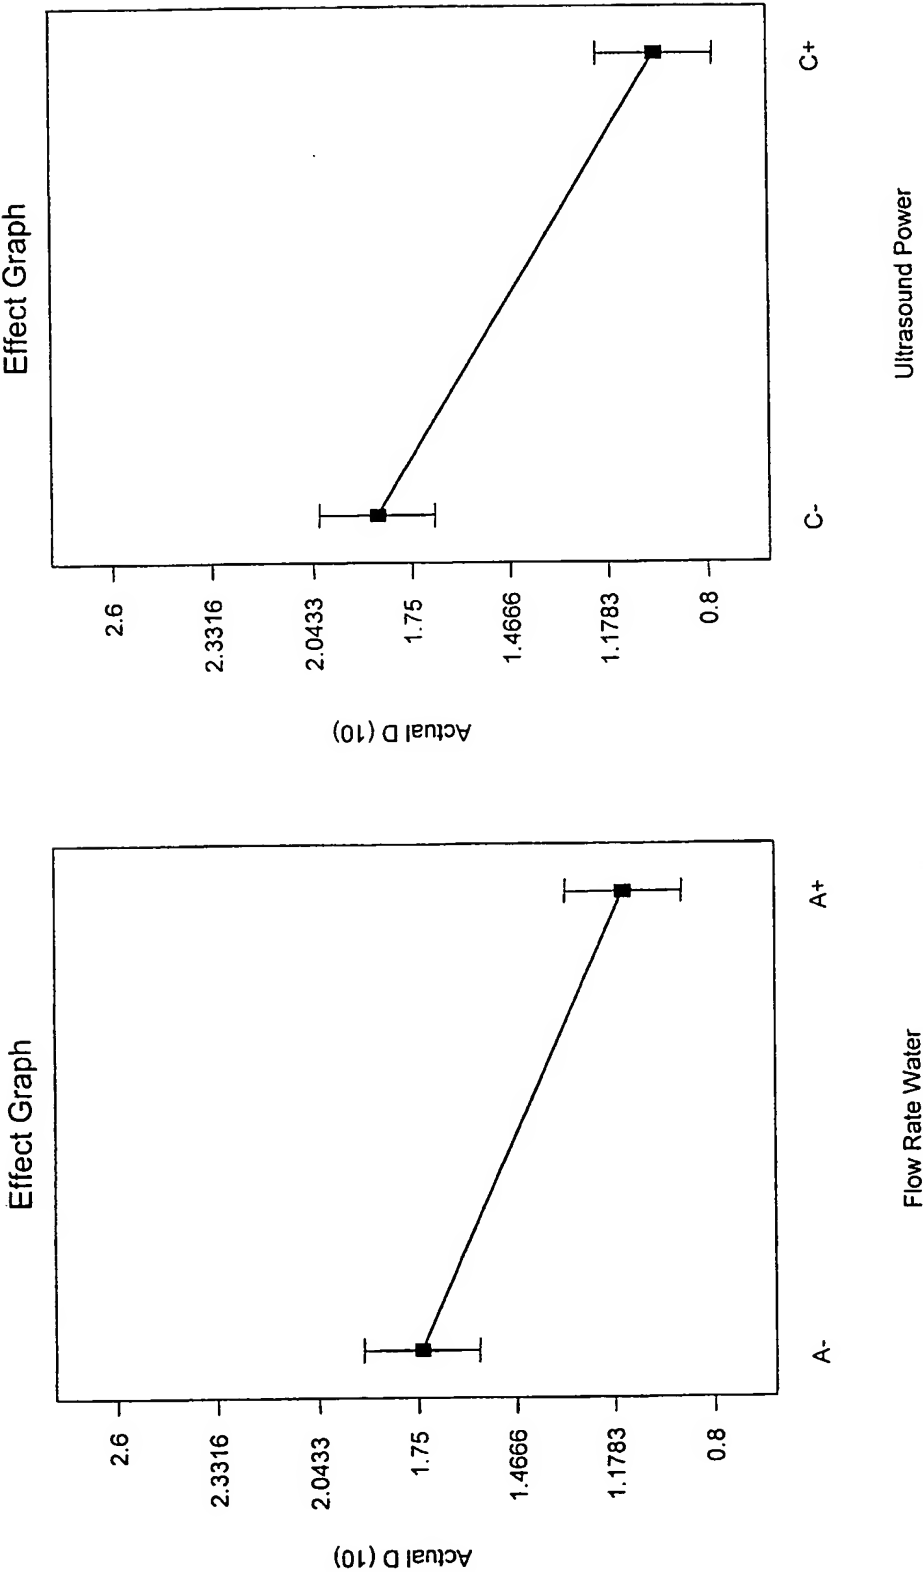 Effect Graph
2.6
2.3316
2.0433
1.75
1.4666
1.1783
0.8
Actual D (10)
A-
A+
Flow Rate Water
Effect Graph
2.6
2.3316
2.0433
1.75
1.4666
1.1783
0.8
Actual D (10)
C-
C+
Ultrasound Power